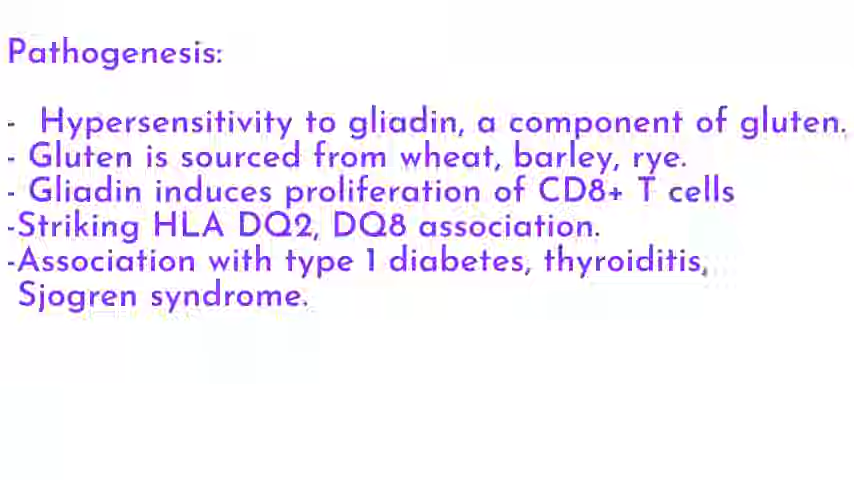 Pathogenesis:
- Hypersensitivity to gliadin, a component of gluten.
- Gluten is sourced from wheat, barley, rye.
- Gliadin induces proliferation of CD8+ T cells
-Striking HLA DQ2, DQ8 association.
-Association with type 1 diabetes, thyroiditis,
Sjogren syndrome.